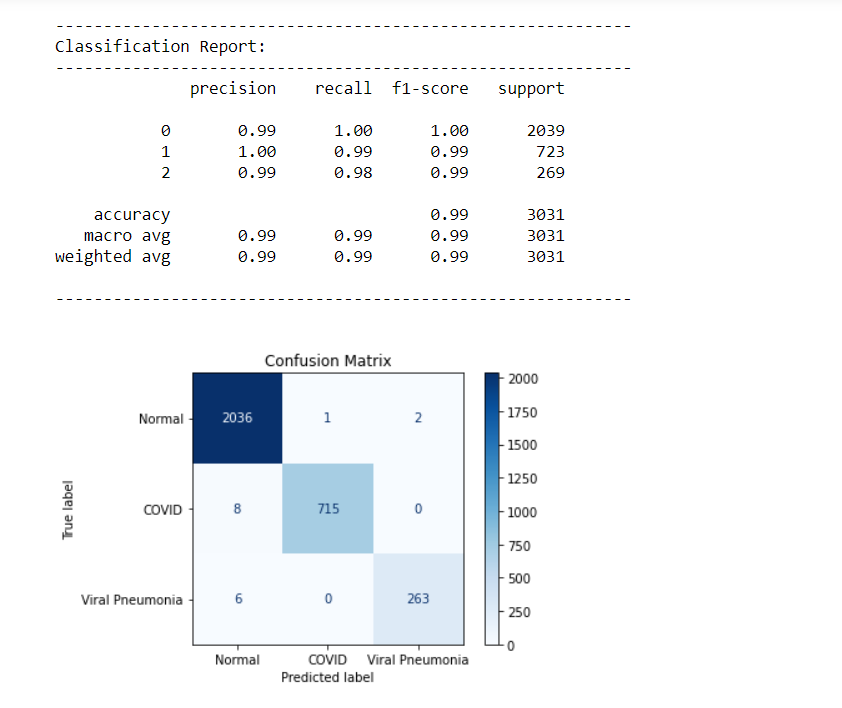 ------------------------------------------------------------
Classification Report:
------------------------------------------------------------
precision recall f1-score support
0 0.99 1.00 1.00 2039
1 1.00 0.99 0.99 723
2 0.99 0.98 0.99 269
accuracy 0.99 3031
macro avg 0.99 0.99 0.99 3031
weighted avg 0.99 0.99 0.99 3031
------------------------------------------------------------
Confusion Matrix
True label
Normal 2036 1 2
COVID 8 715 0
Viral Pneumonia 6 0 263
Normal COVID Viral Pneumonia
Predicted label
2000
1750
1500
1250
1000
750
500
250
0